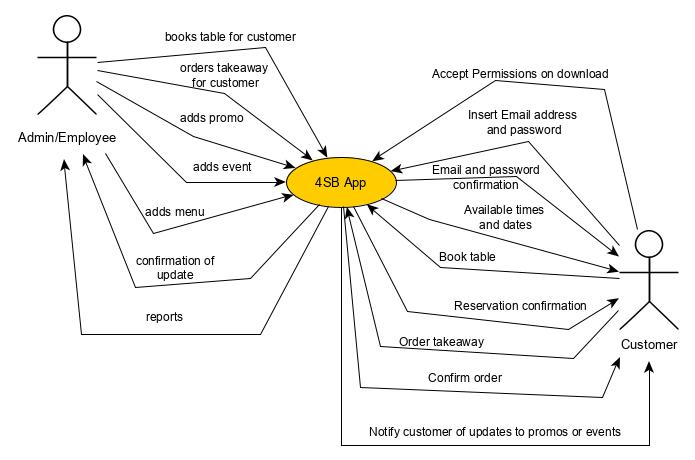 books table for customer
orders takeaway
for customer
adds promo
adds event
adds menu
confirmation of
update
reports
Admin/Employee
4SB App
Accept Permissions on download
Insert Email address
and password
Email and password
confirmation
Available times
and dates
Book table
Reservation confirmation
Order takeaway
Confirm order
Notify customer of updates to promos or events
Customer